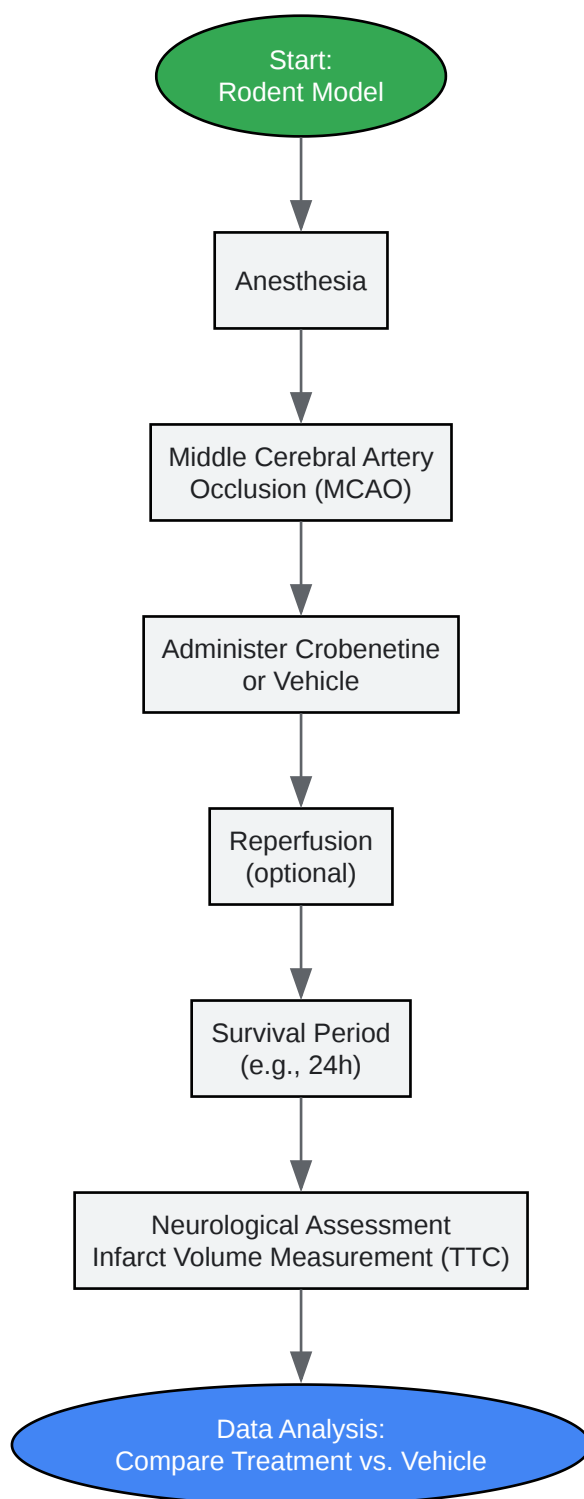 Start:
Rodent Model
Anesthesia
Middle Cerebral Artery
Occlusion (MCAO)
Administer Crobenetine
or Vehicle
Reperfusion
(optional)
Survival Period
(e.g., 24h)
Neurological Assessment
Infarct Volume Measurement (TTC)
Data Analysis:
Compare Treatment vs. Vehicle